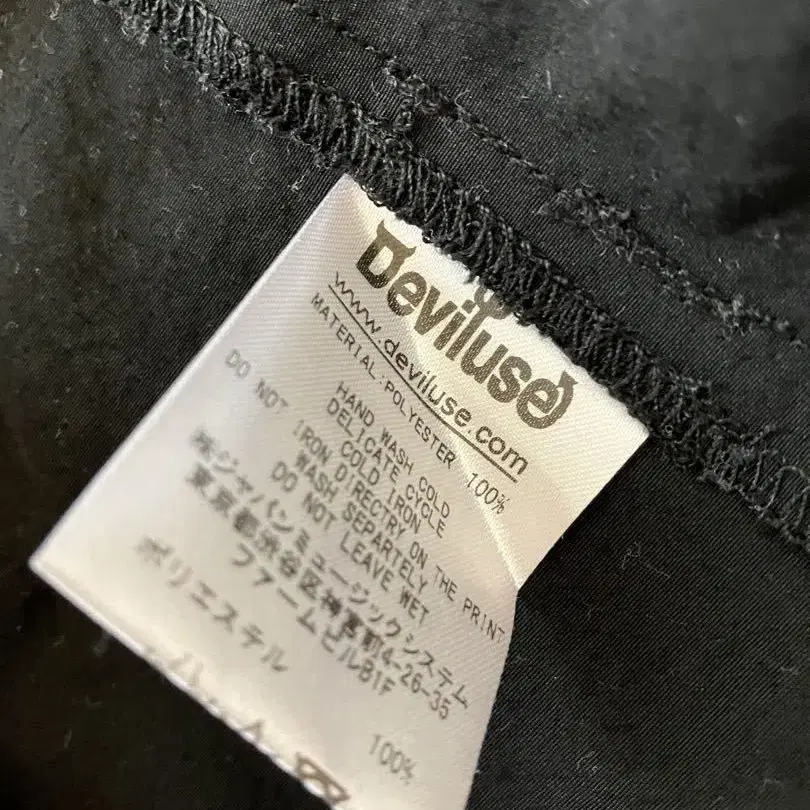 Deviluse
www.deviluse.com
MATERIAL:POLYESTER 100%
HAND WASH COLD
DELICATE CYCLE
COLD IRON
DO NOT IRON DIRECTRY ON THE PRINT
WASH SEPARTELY
DO NOT LEAVE WET
㈱ジャパンミュージックシステム
東京都渋谷区神宮前4-26-35
ファームビルB1F
ポリエステル 100%